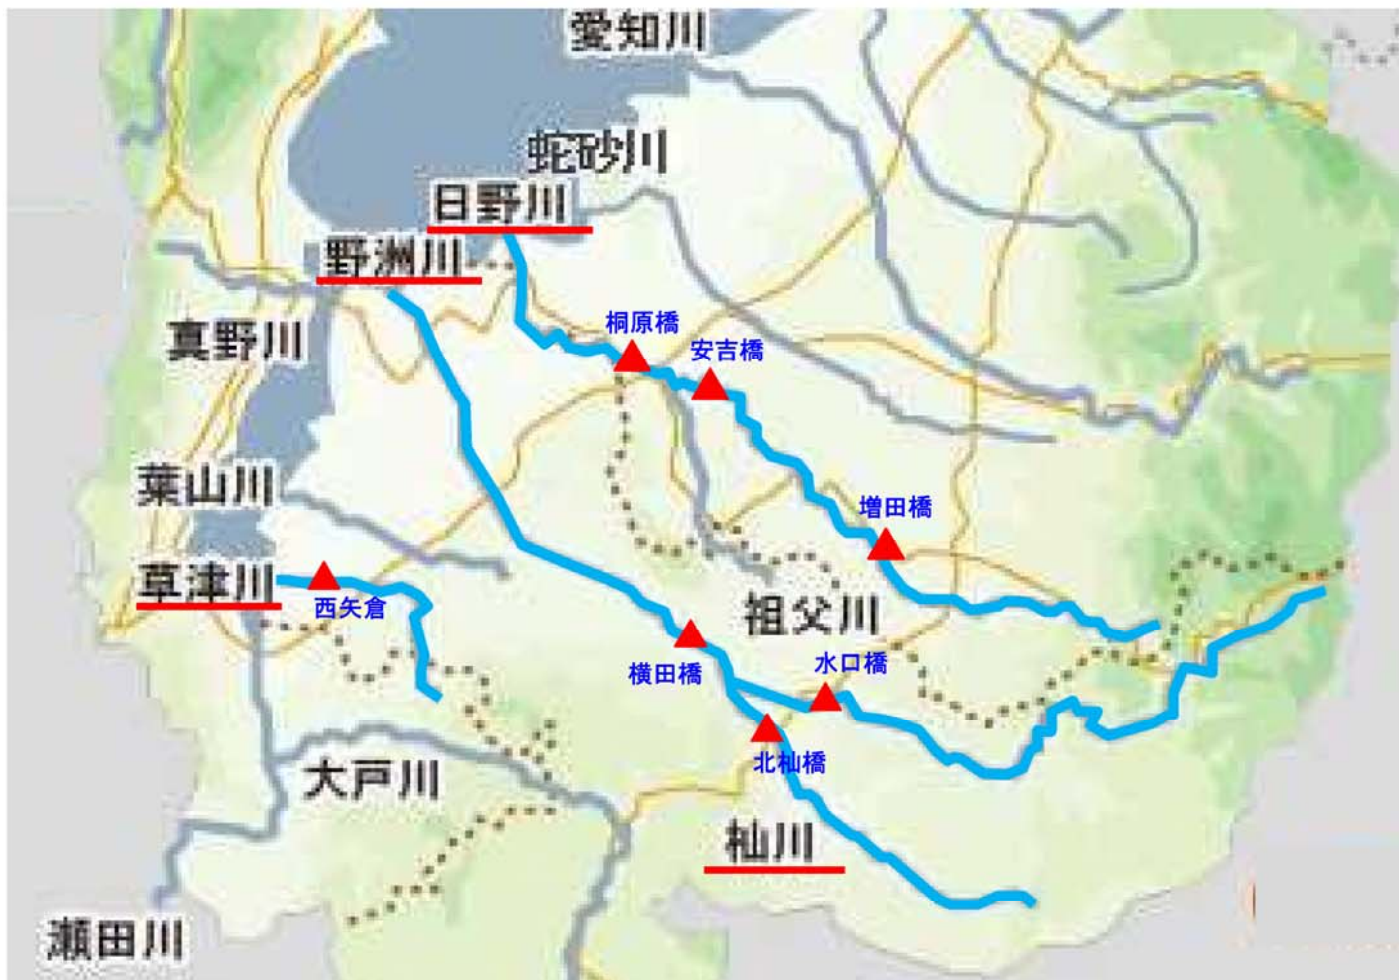 愛知川
蛇砂川
日野川
野洲川
真野川
桐原橋
安吉橋
葉山川
増田橋
草津川
西矢倉
祖父川
横田橋
水口橋
北杣橋
大戸川
杣川
瀬田川